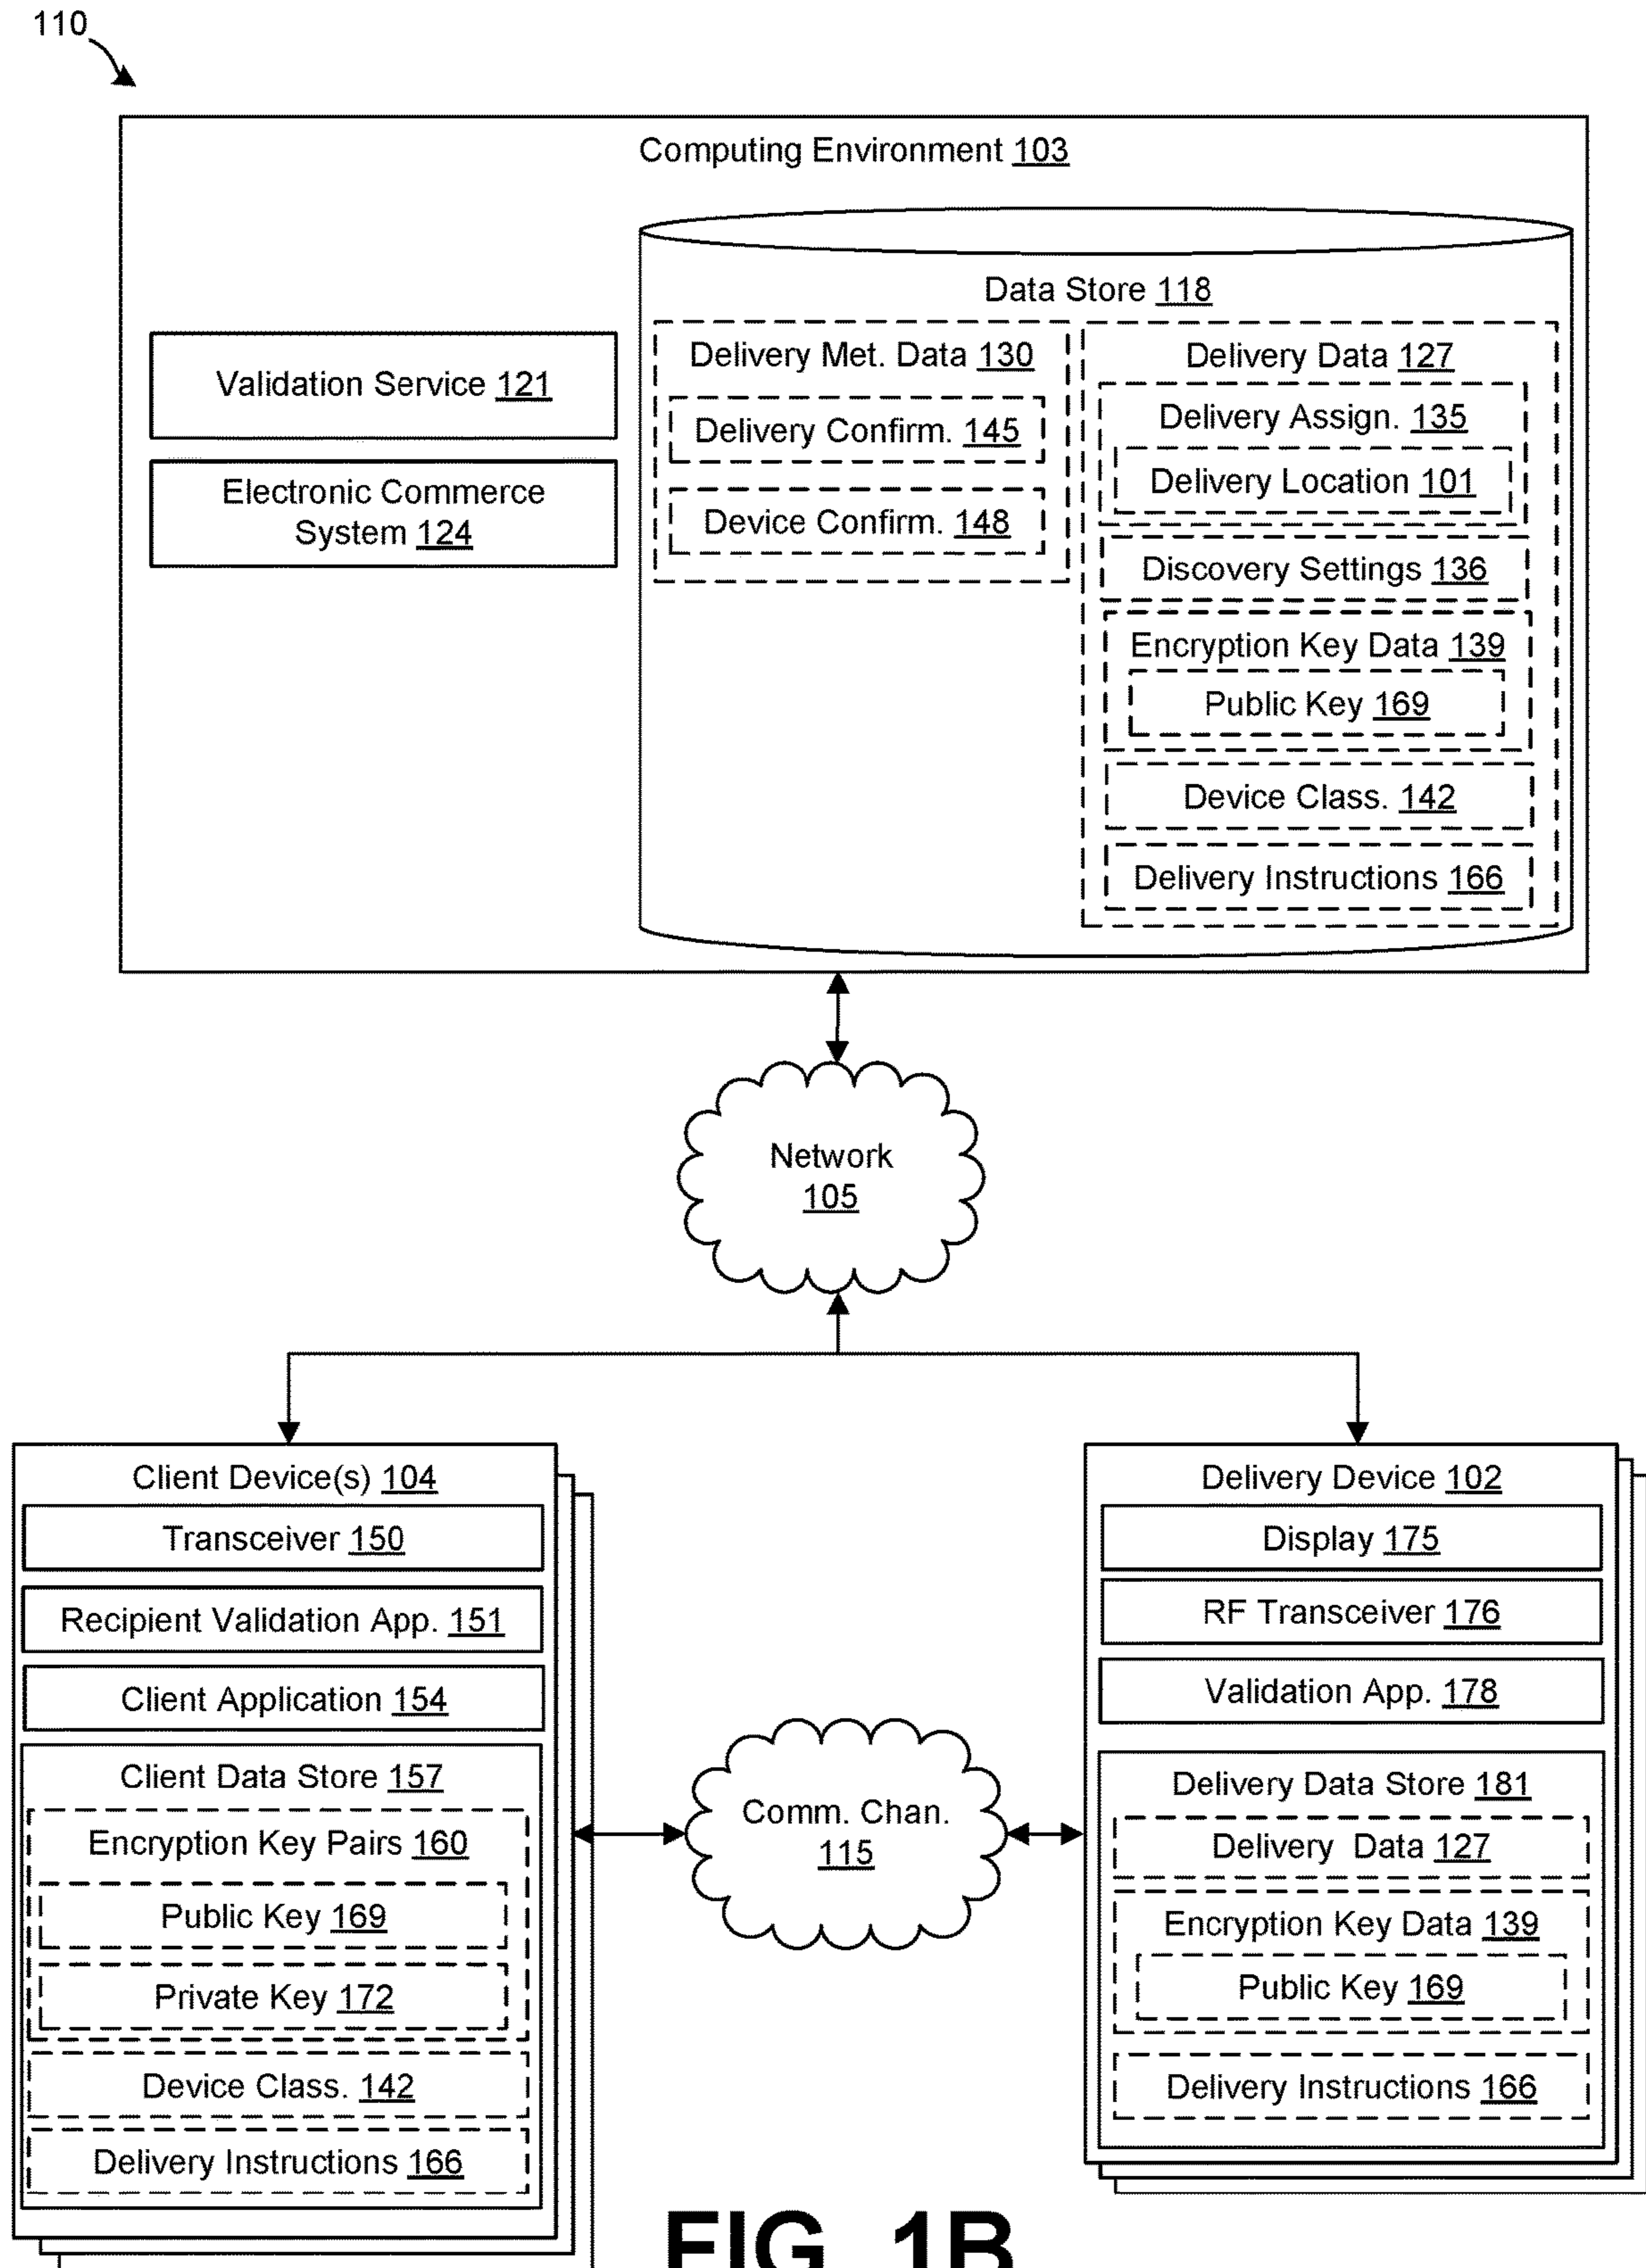 110
Computing Environment 103
Data Store 118
Validation Service 121
Electronic Commerce
System 124
Delivery Met. Data 130
Delivery Confirm. 145
Device Confirm. 148
Delivery Data 127
Delivery Assign. 135
Delivery Location 101
Discovery Settings 136
Encryption Key Data 139
Public Key 169
Device Class. 142
Delivery Instructions 166
Network
105
Client Device(s) 104
Transceiver 150
Recipient Validation App. 151
Client Application 154
Client Data Store 157
Encryption Key Pairs 160
Public Key 169
Private Key 172
Device Class. 142
Delivery Instructions 166
Comm. Chan.
115
Delivery Device 102
Display 175
RF Transceiver 176
Validation App. 178
Delivery Data Store 181
Delivery Data 127
Encryption Key Data 139
Public Key 169
Delivery Instructions 166
FIG. 1B